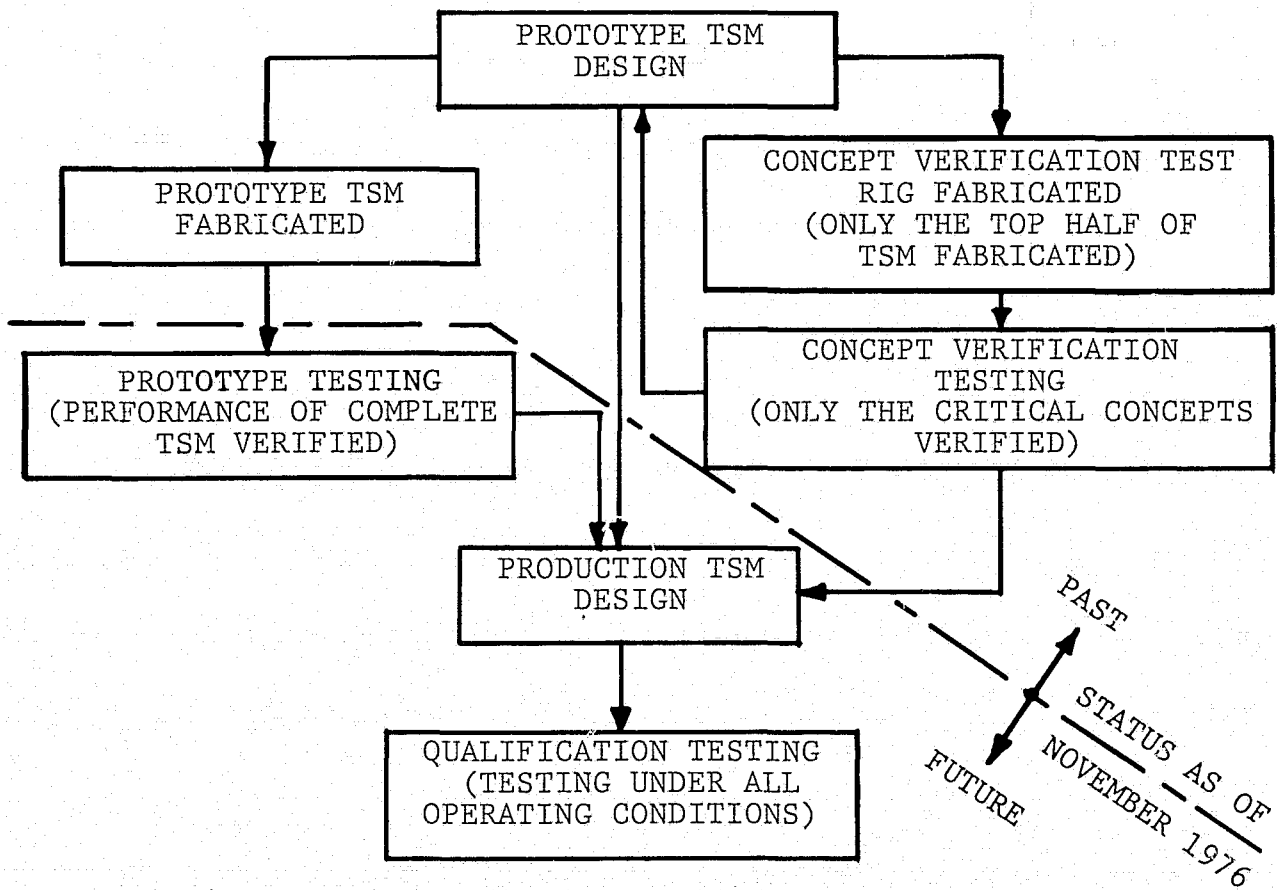 PROTOTYPE TSM
DESIGN
PROTOTYPE TSM
FABRICATED
CONCEPT VERIFICATION TEST
RIG FABRICATED
(ONLY THE TOP HALF OF
TSM FABRICATED)
PROTOTYPE TESTING
(PERFORMANCE OF COMPLETE
TSM VERIFIED)
CONCEPT VERIFICATION
TESTING
(ONLY THE CRITICAL CONCEPTS
VERIFIED)
PRODUCTION TSM
DESIGN
QUALIFICATION TESTING
(TESTING UNDER ALL
OPERATING CONDITIONS)
PAST
FUTURE
STATUS AS OF
NOVEMBER 1976